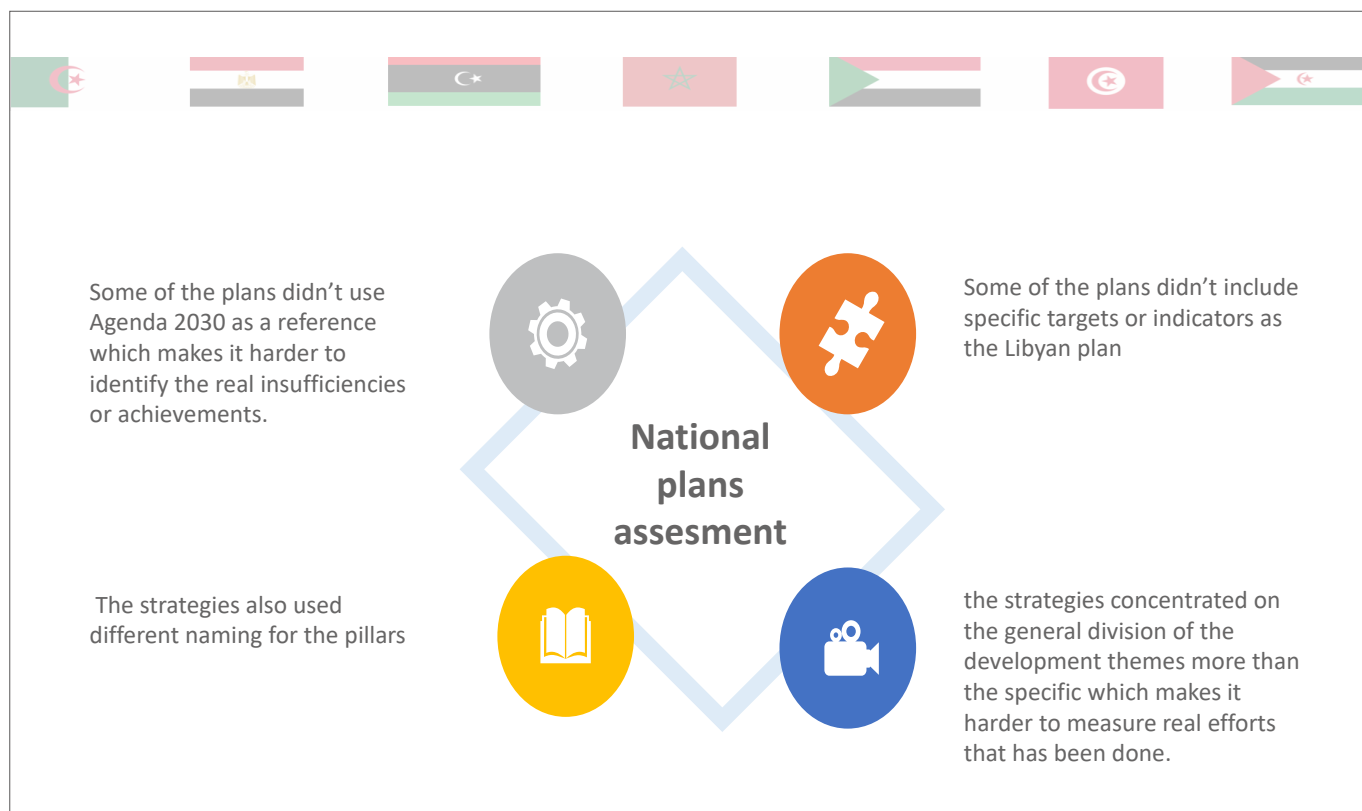 Some of the plans didn’t use
Agenda 2030 as a reference
which makes it harder to
identify the real insufficiencies
or achievements.
Some of the plans didn’t include
specific targets or indicators as
the Libyan plan
National
plans
assesment
The strategies also used
different naming for the pillars
the strategies concentrated on
the general division of the
development themes more than
the specific which makes it
harder to measure real efforts
that has been done.